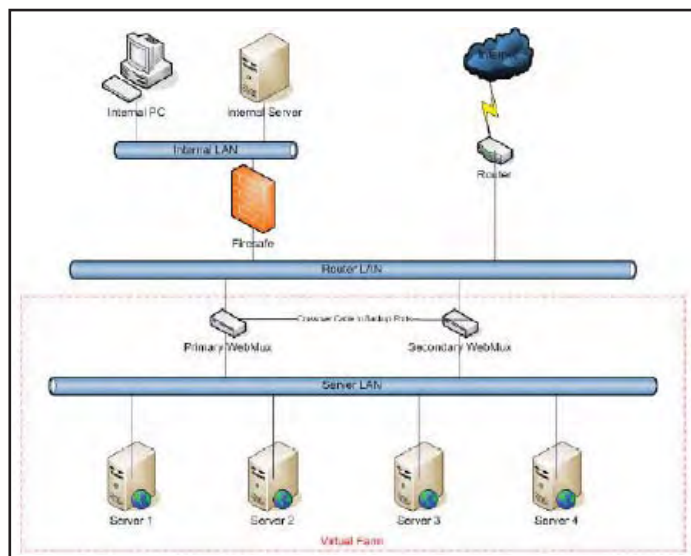 Internet
Internal PC
Internal Server
Internal LAN
Router
Firesafe
Router LAN
Crossover Cable to Backup Ports
Primary WebMux
Secondary WebMux
Server LAN
Server 1
Server 2
Server 3
Server 4
Virtual Farm